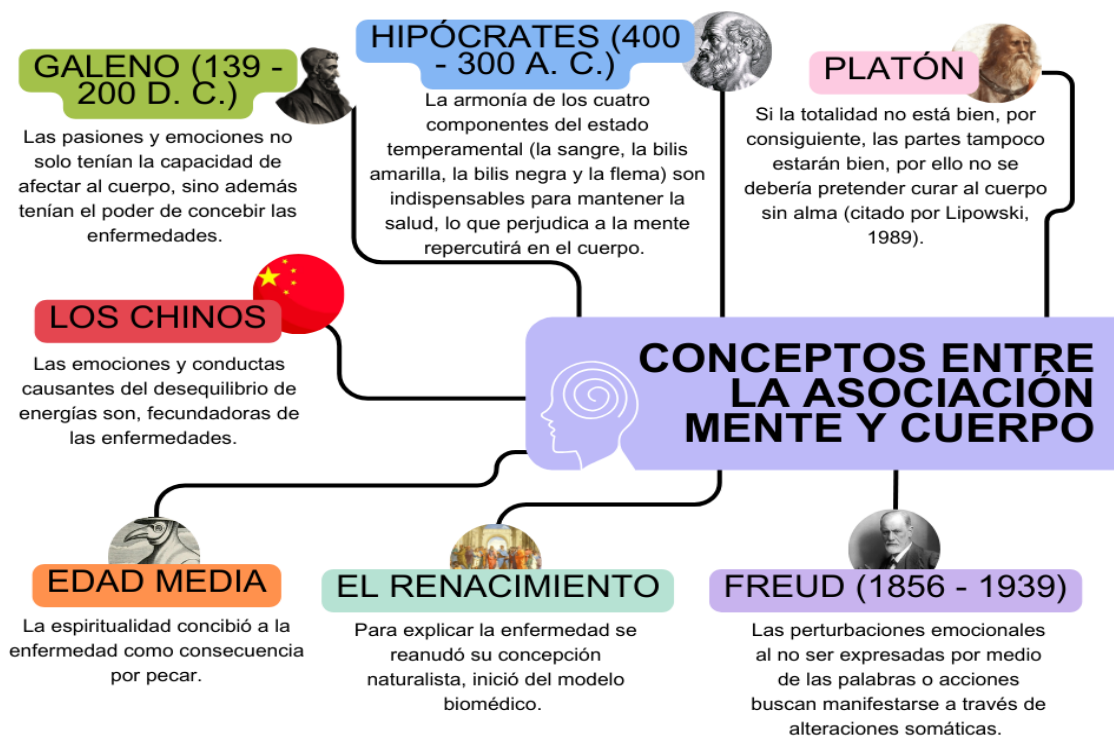 GALENO (139 -
200 D. C.)
Las pasiones y emociones no
solo tenían la capacidad de
afectar al cuerpo, sino además
tenían el poder de concebir las
enfermedades.
HIPÓCRATES (400
- 300 A. C.)
La armonía de los cuatro
componentes del estado
temperamental (la sangre, la bilis
amarilla, la bilis negra y la flema) son
indispensables para mantener la
salud, lo que perjudica a la mente
repercutirá en el cuerpo.
PLATÓN
Si la totalidad no está bien, por
consiguiente, las partes tampoco
estarán bien, por ello no se
debería pretender curar al cuerpo
sin alma (citado por Lipowski,
1989).
LOS CHINOS
Las emociones y conductas
causantes del desequilibrio de
energías son, fecundadoras de
las enfermedades.
CONCEPTOS ENTRE
LA ASOCIACIÓN
MENTE Y CUERPO
EDAD MEDIA
La espiritualidad concibió a la
enfermedad como consecuencia
por pecar.
EL RENACIMIENTO
Para explicar la enfermedad se
reanudó su concepción
naturalista, inició del modelo
biomédico.
FREUD (1856 - 1939)
Las perturbaciones emocionales
al no ser expresadas por medio
de las palabras o acciones
buscan manifestarse a través de
alteraciones somáticas.